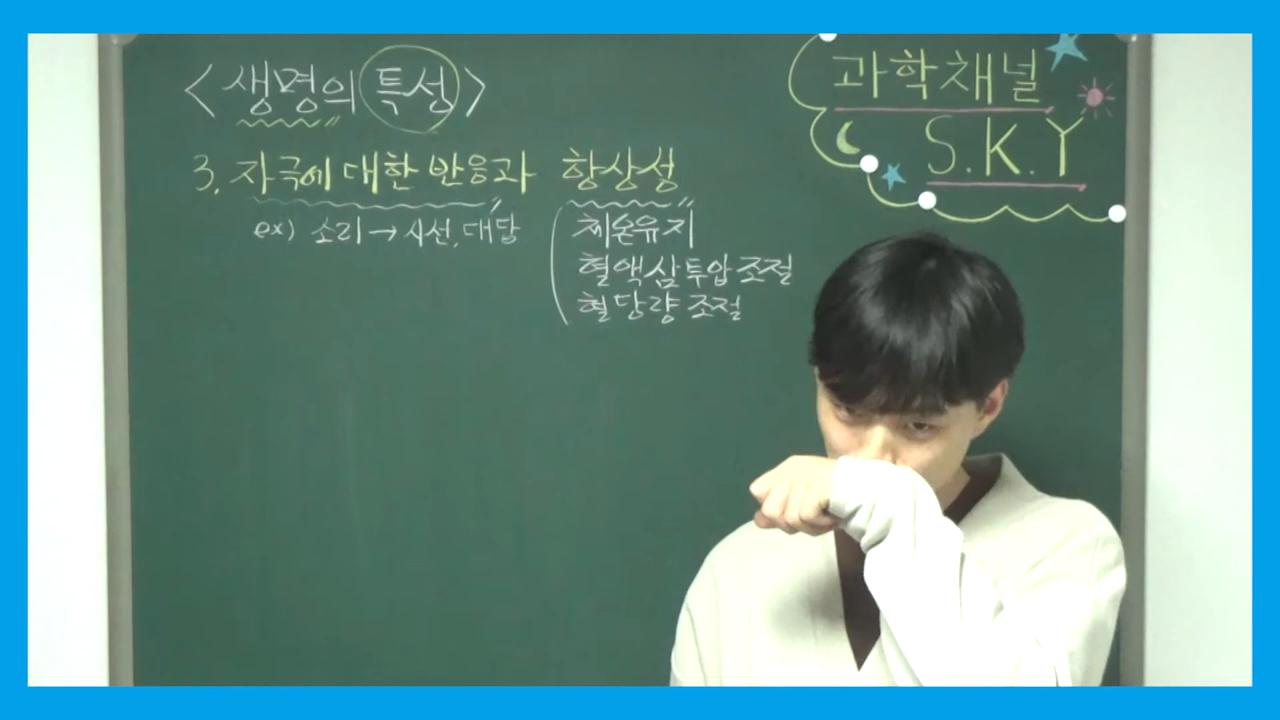 <생명의 특성>
3. 자극에 대한 반응과 항상성
ex) 소리→시선, 대답
체온유지
혈액삼투압 조절
혈당량 조절
과학채널
S.K.Y